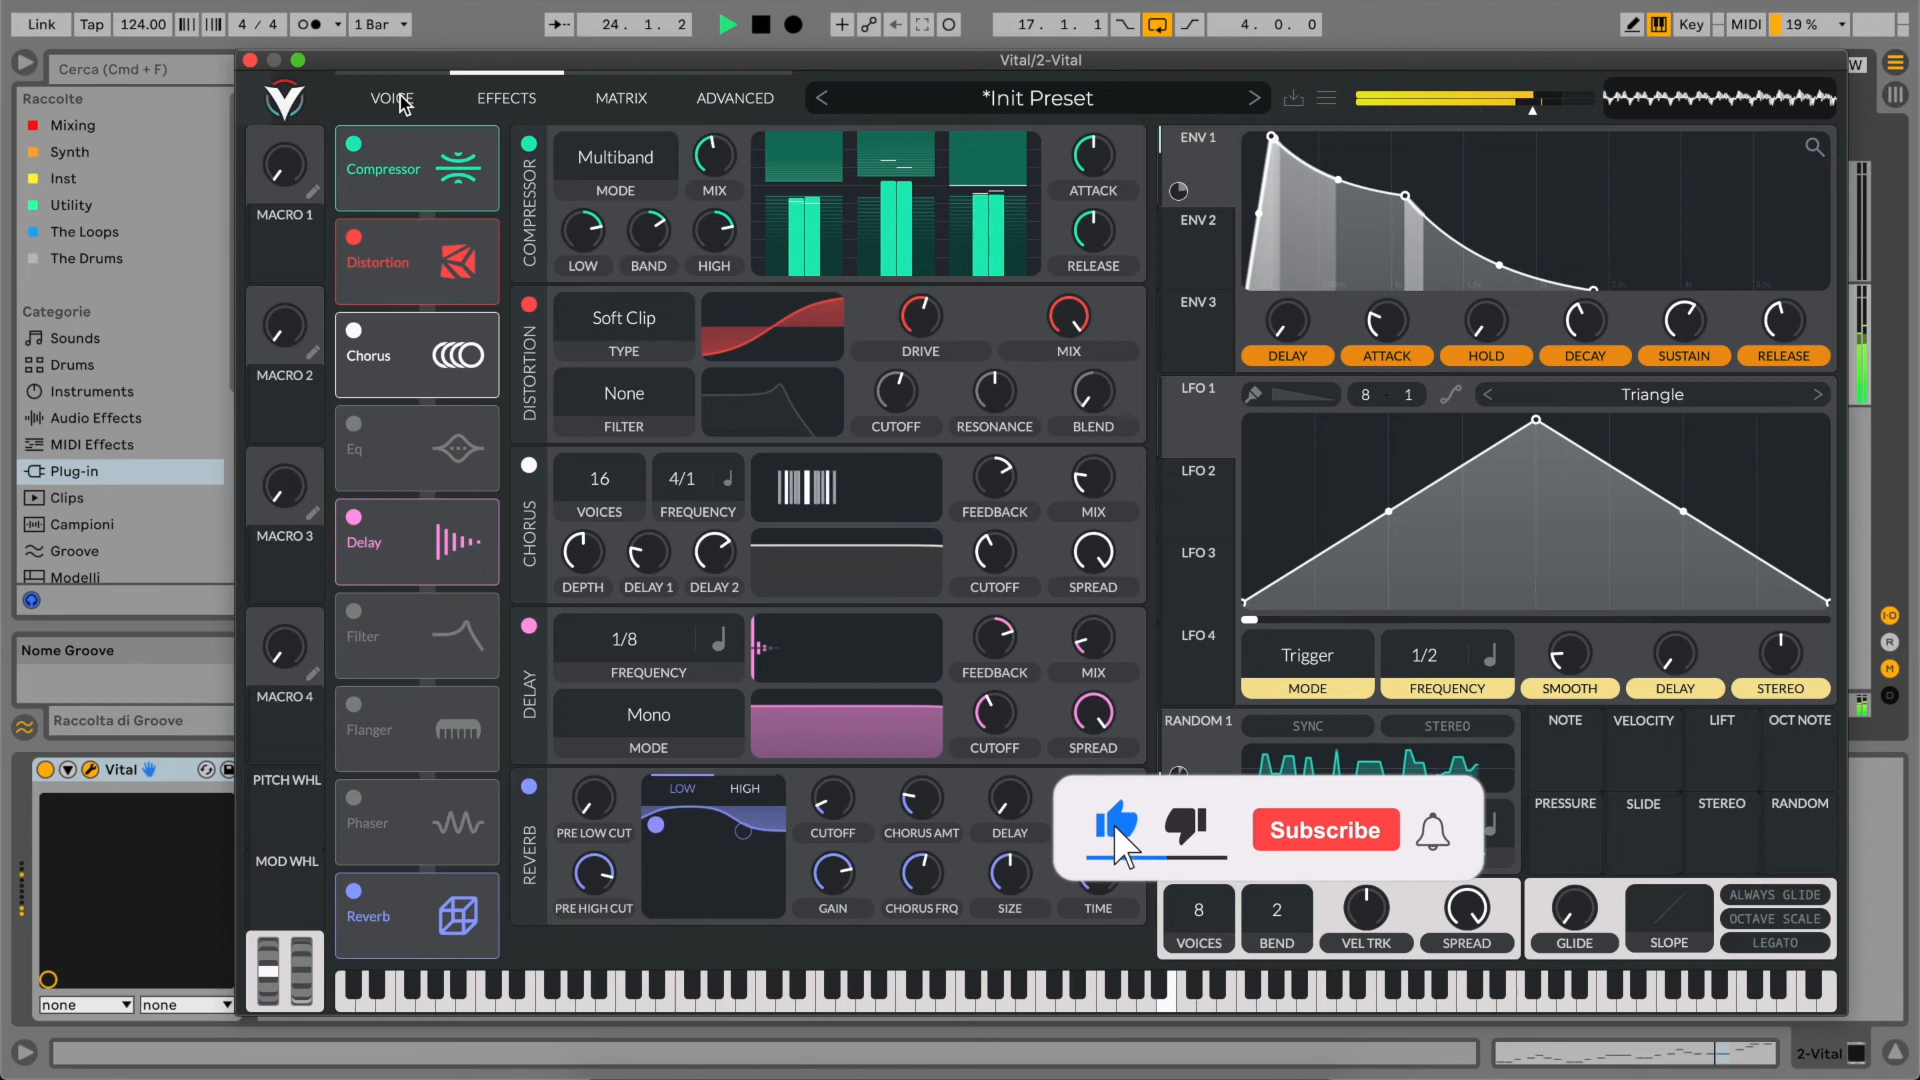 Link Tap 124.00 4 / 4 1 Bar 24. 1. 2 17. 1. 1 4. 0. 0 Key MIDI 19 %
Vital/2-Vital
Cerca (Cmd + F)
Raccolte
Mixing
Synth
Inst
Utility
The Loops
The Drums
Categorie
Sounds
Drums
Instruments
Audio Effects
MIDI Effects
Plug-in
Clips
Campioni
Groove
Modelli
Nome Groove
Raccolta di Groove
Vital
none none
VOICE EFFECTS MATRIX ADVANCED *Init Preset W
MACRO 1
MACRO 2
MACRO 3
MACRO 4
PITCH WHL
MOD WHL
Compressor
Distortion
Chorus
Eq
Delay
Filter
Flanger
Phaser
Reverb
COMPRESSOR
Multiband
MODE MIX ATTACK
LOW BAND HIGH RELEASE
DISTORTION
Soft Clip
TYPE DRIVE MIX
None
FILTER CUTOFF RESONANCE BLEND
CHORUS
16 4/1
VOICES FREQUENCY FEEDBACK MIX
DEPTH DELAY 1 DELAY 2 CUTOFF SPREAD
DELAY
1/8
FREQUENCY FEEDBACK MIX
Mono
MODE CUTOFF SPREAD
REVERB
LOW HIGH
PRE LOW CUT CUTOFF CHORUS AMT DELAY
PRE HIGH CUT GAIN CHORUS FRQ SIZE TIME
ENV 1
ENV 2
ENV 3
DELAY ATTACK HOLD DECAY SUSTAIN RELEASE
LFO 1 8 - 1 Triangle
LFO 2
LFO 3
LFO 4
Trigger 1/2
MODE FREQUENCY SMOOTH DELAY STEREO
RANDOM 1 SYNC STEREO
NOTE VELOCITY LIFT OCT NOTE
PRESSURE SLIDE STEREO RANDOM
Subscribe
8 2
VOICES BEND VEL TRK SPREAD GLIDE SLOPE
ALWAYS GLIDE
OCTAVE SCALE
LEGATO
I·O
R
M
D
2-Vital